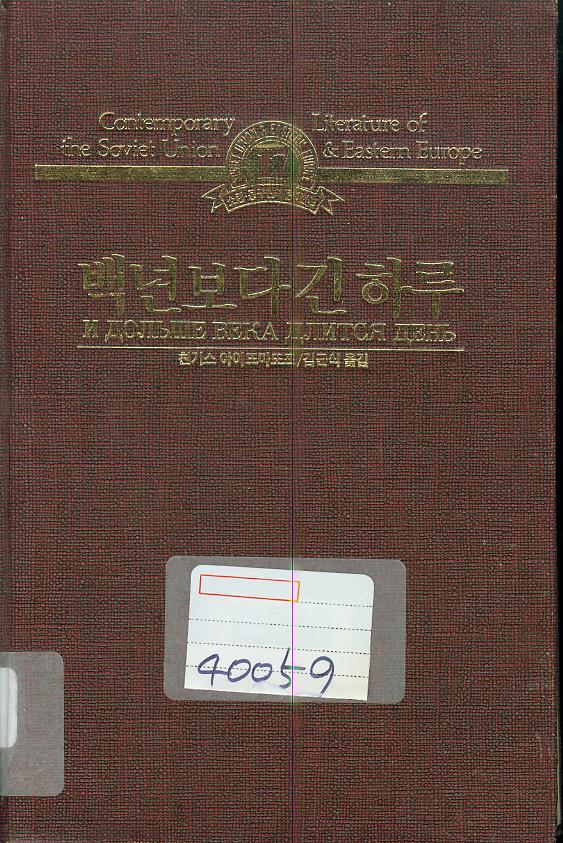 Contemporary Literature of
the Soviet Union & Eastern Europe
백년보다 긴 하루
И ДОЛЬШЕ ВЕКА ДЛИТСЯ ДЕНЬ
친기스 아이뜨마또프/김근식 옮김
40059